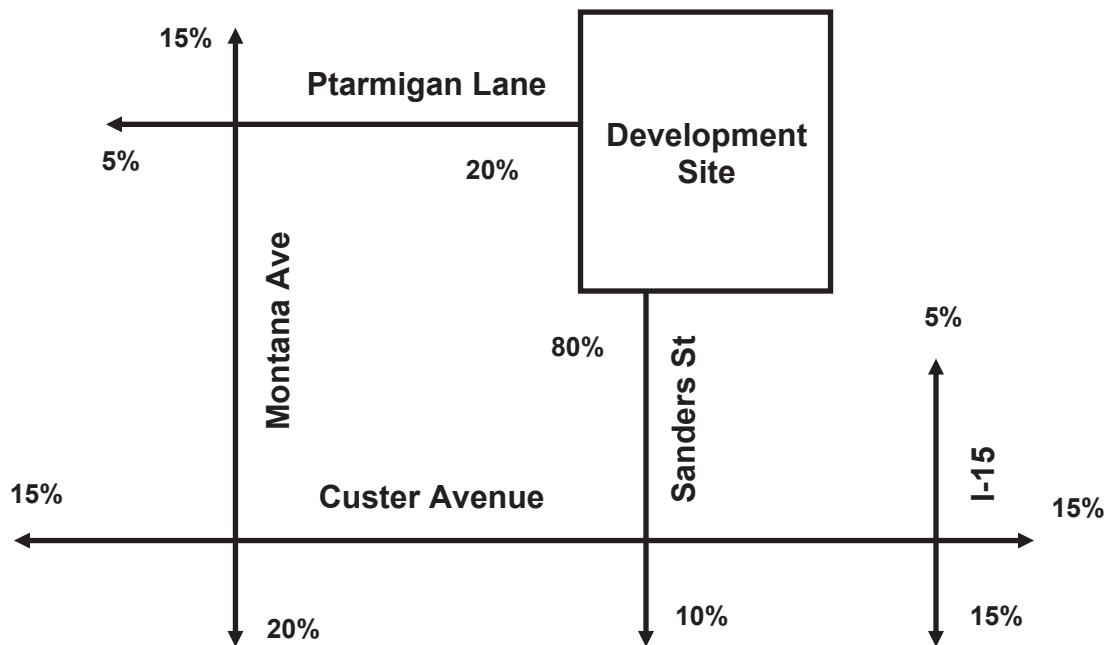 15%
Ptarmigan Lane
Development
Site
5%
20%
Montana Ave
5%
80%
Sanders St
I-15
15%
Custer Avenue
15%
20%
10%
15%